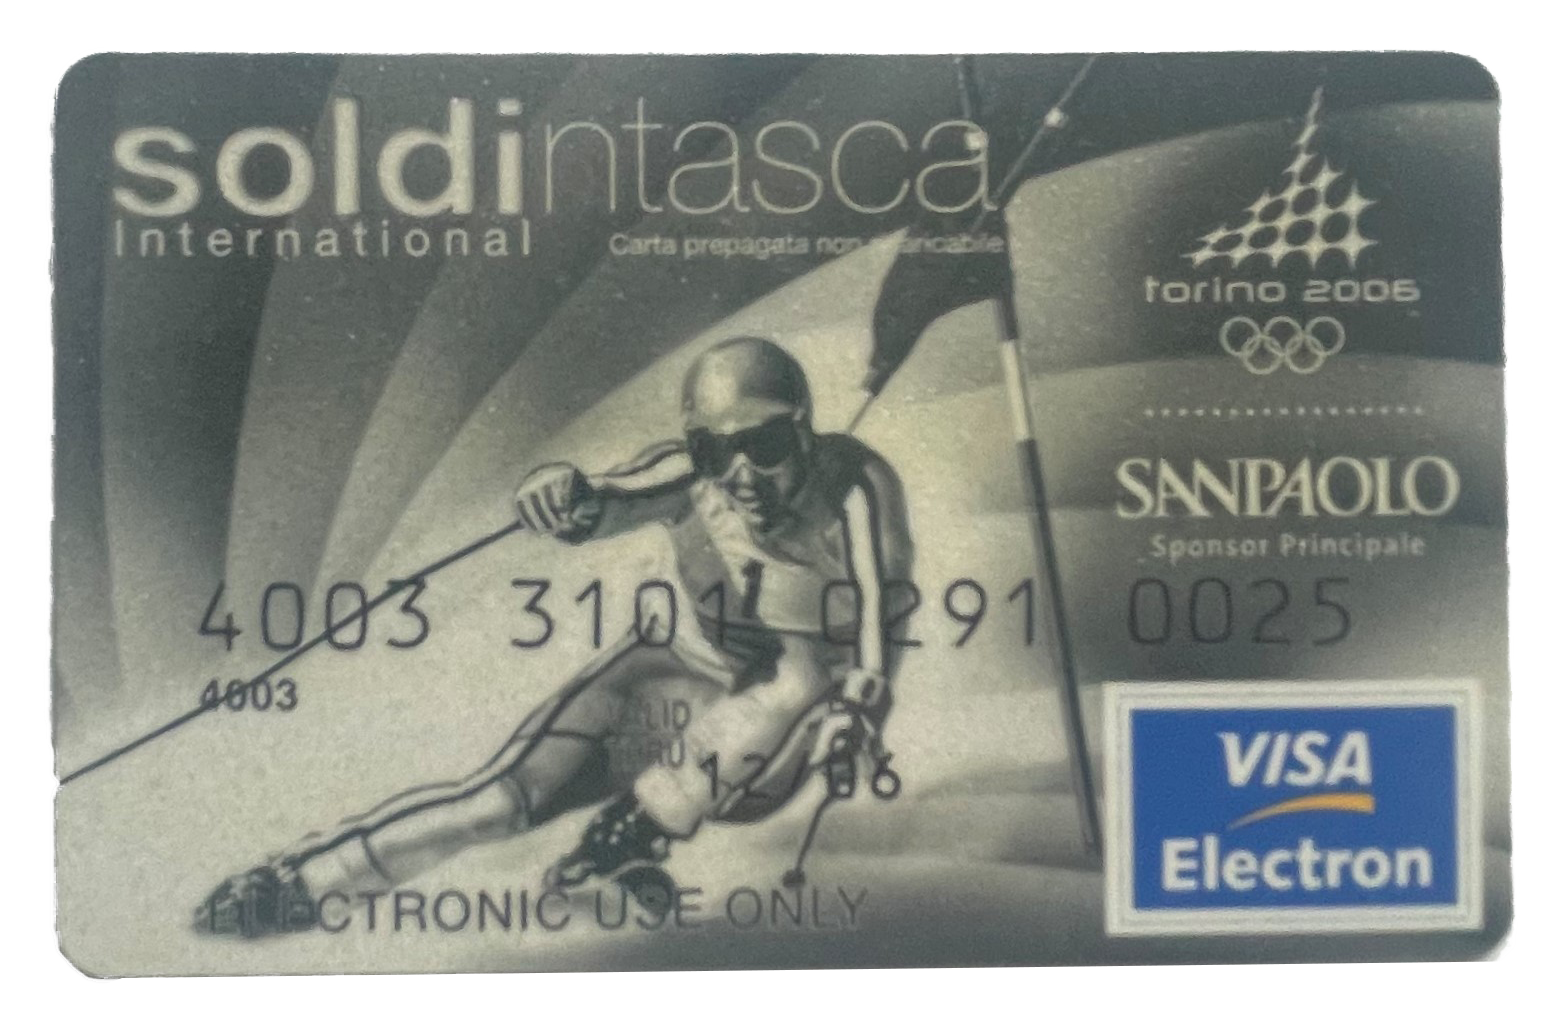 soldintasca
International
Carta prepagata non ricaricabile
torino 2006
SANPAOLO
Sponsor Principale
4003 3101 0291 0025
4003
VALID
THRU
12/06
ELECTRONIC USE ONLY
VISA
Electron